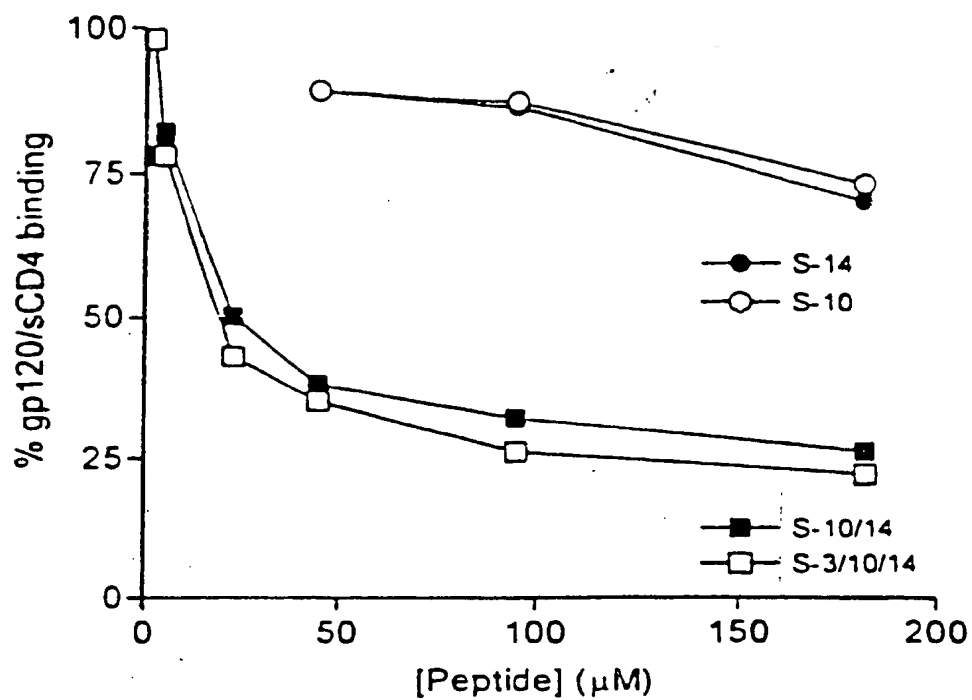 100
75
50
25
0
% gp120/sCD4 binding
S-14
S-10
S-10/14
S-3/10/14
0 50 100 150 200
[Peptide] (μM)